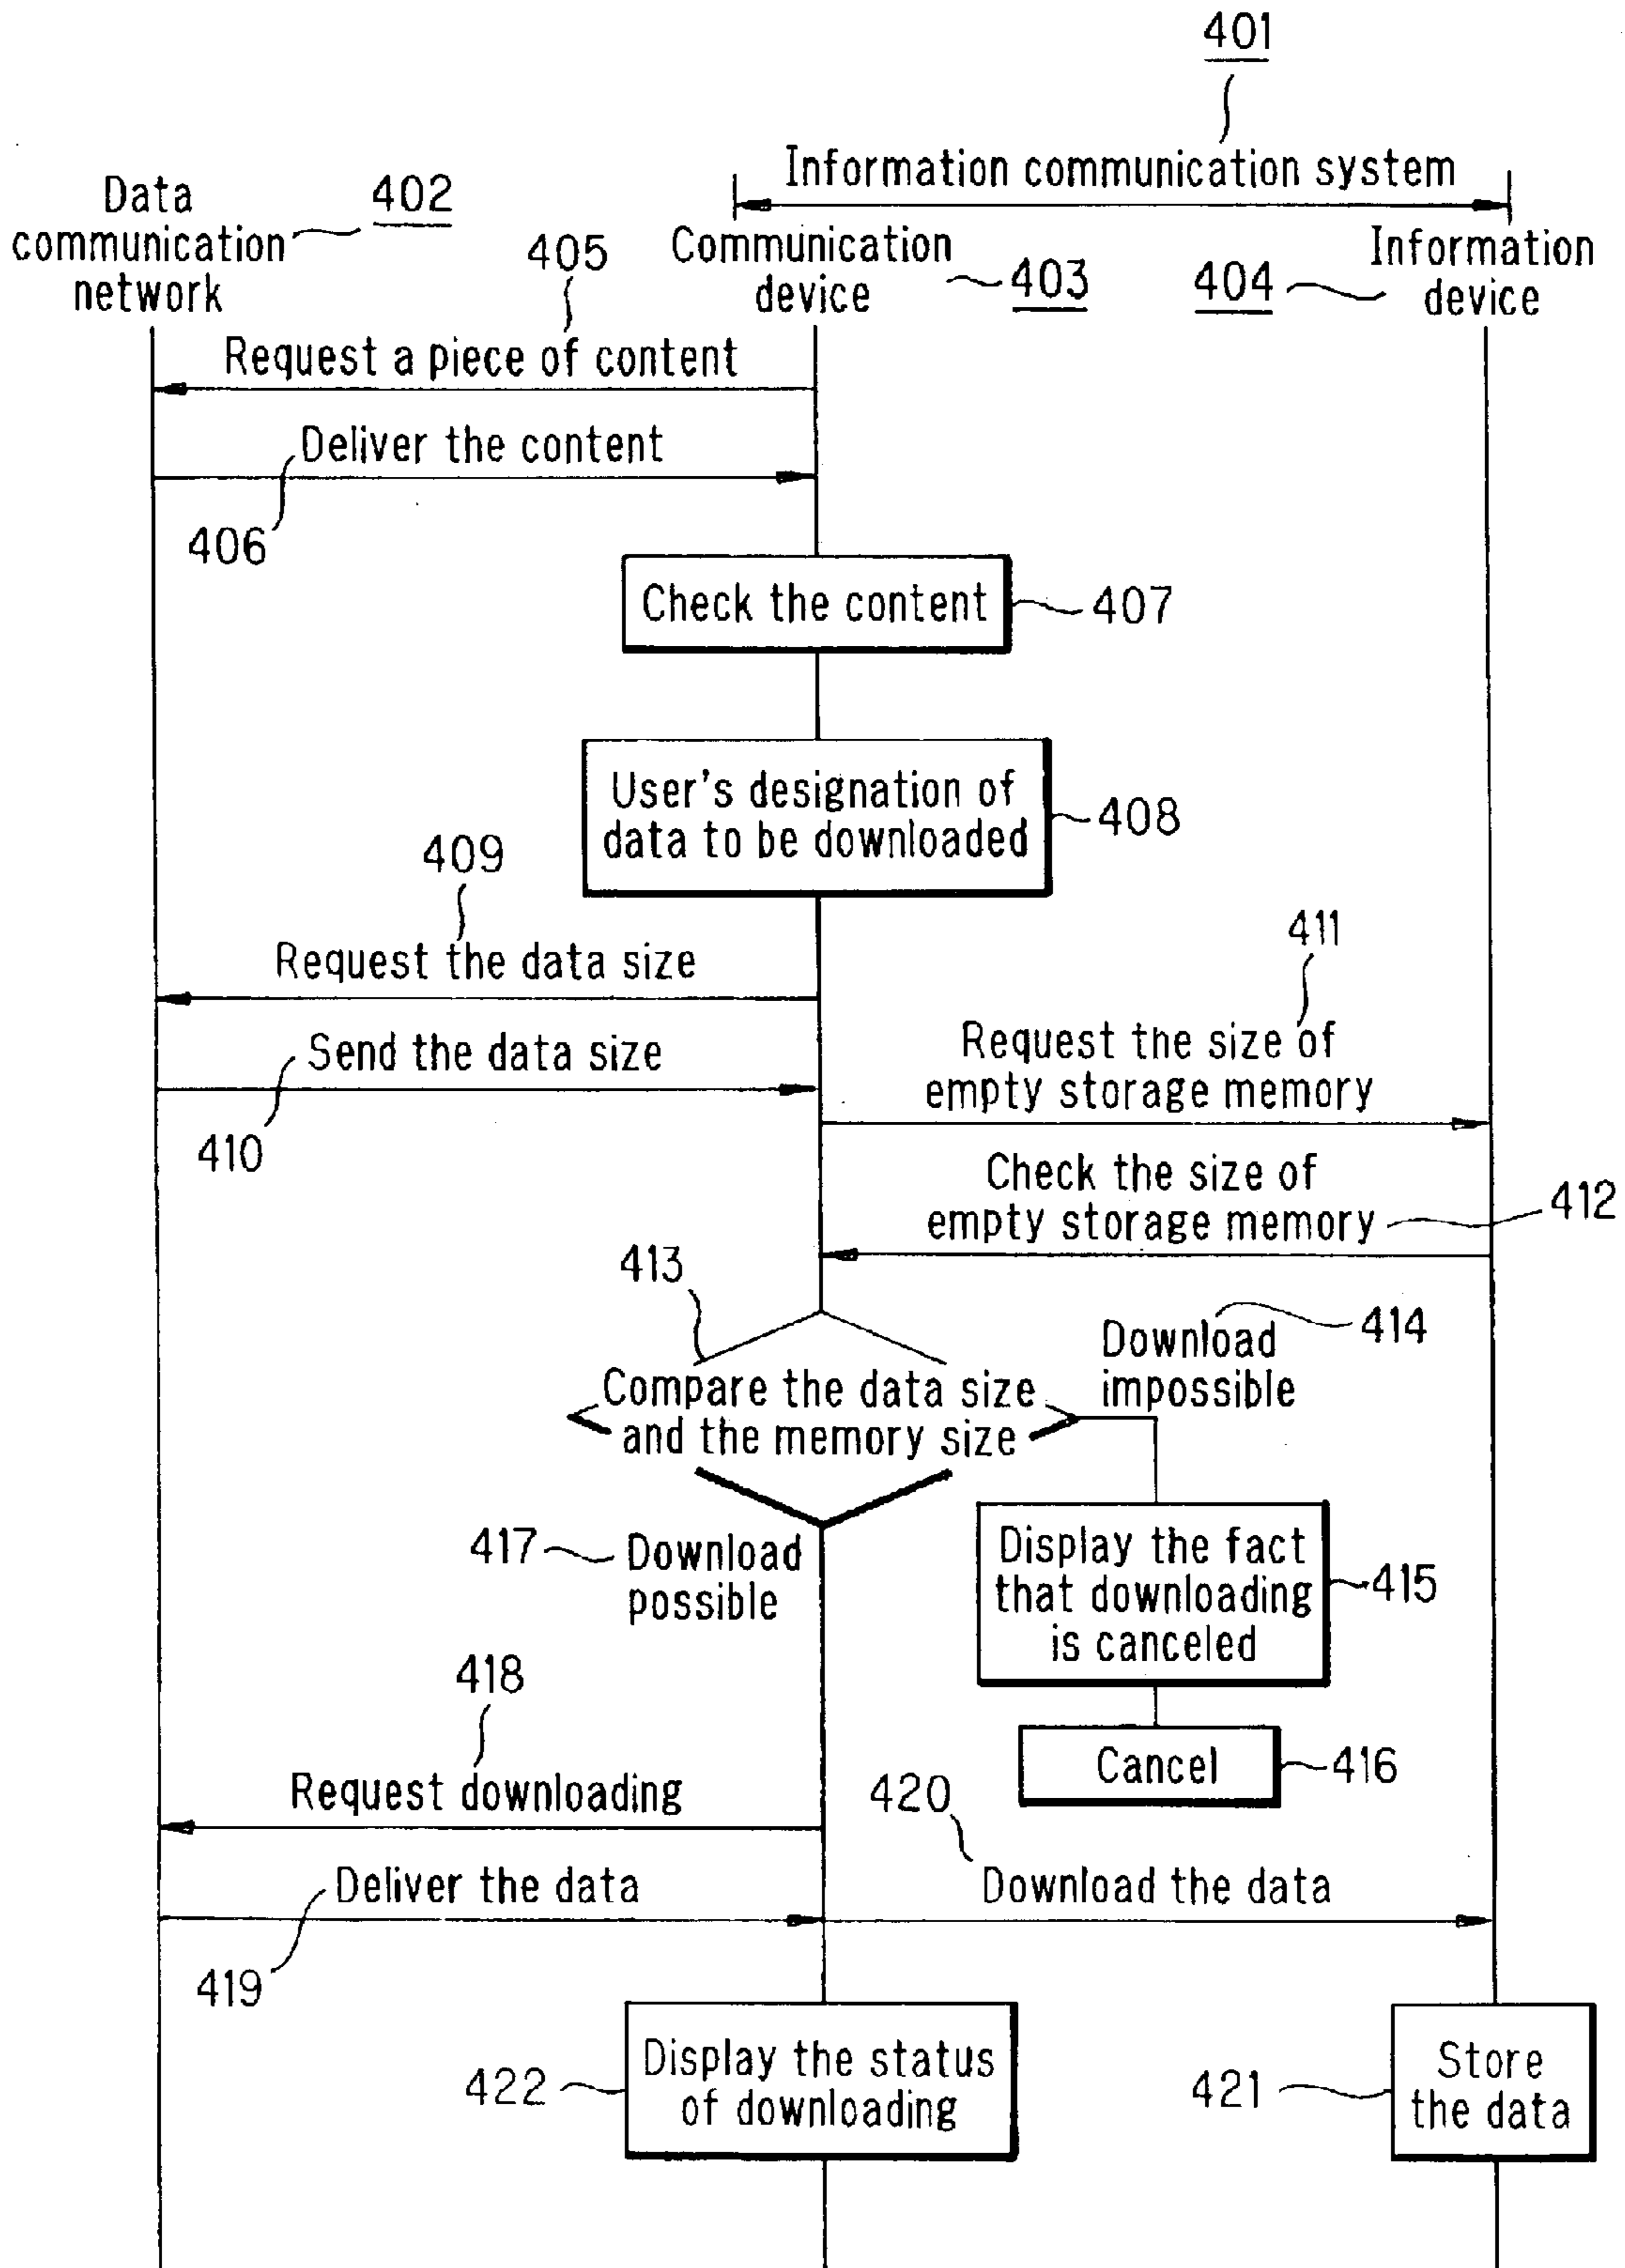 401
Information communication system
Data
communication
network
402
405
Communication
device
403
404
Information
device
Request a piece of content
Deliver the content
406
Check the content
407
User's designation of
data to be downloaded
408
409
Request the data size
411
Send the data size
410
Request the size of
empty storage memory
Check the size of
empty storage memory
412
413
Compare the data size
and the memory size
Download
impossible
414
417
Download
possible
Display the fact
that downloading
is canceled
415
418
Request downloading
Cancel
416
420
Deliver the data
419
Download the data
422
Display the status
of downloading
421
Store
the data